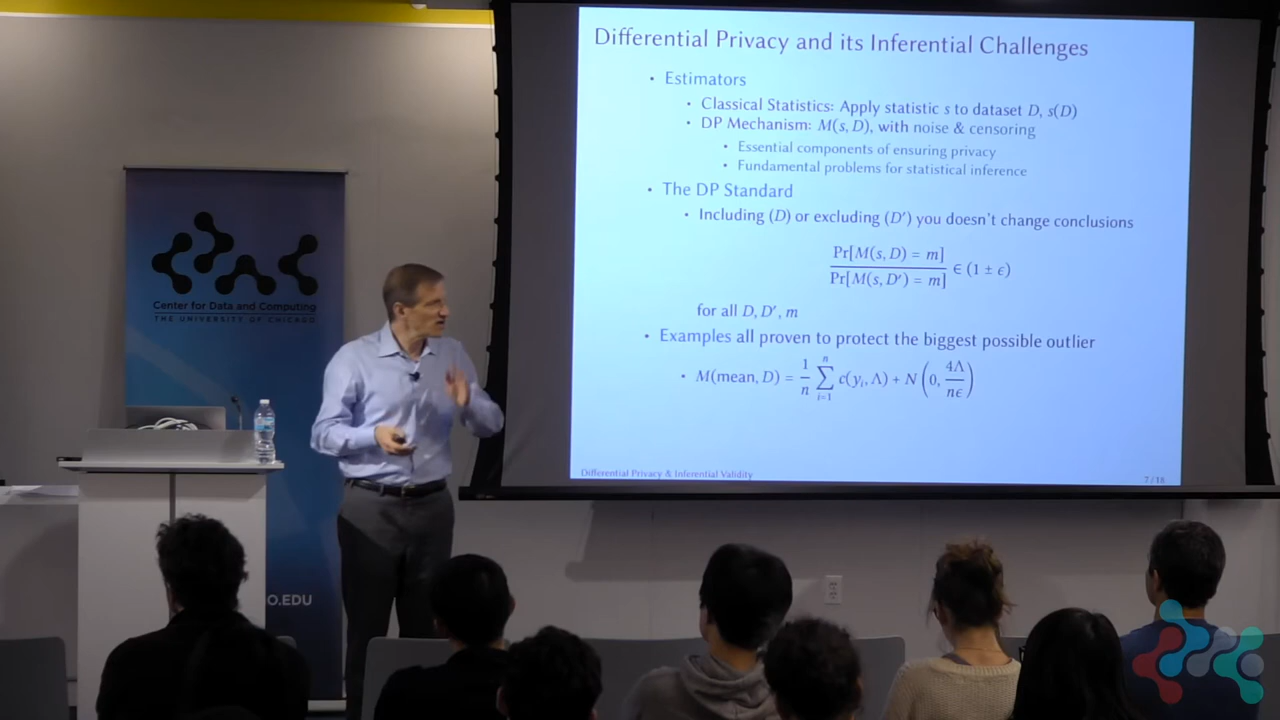 Differential Privacy and its Inferential Challenges
• Estimators
• Classical Statistics: Apply statistic s to dataset D, s(D)
• DP Mechanism: M(s, D), with noise & censoring
• Essential components of ensuring privacy
• Fundamental problems for statistical inference
• The DP Standard
• Including (D) or excluding (D′) you doesn't change conclusions
Pr[M(s, D) = m]
Pr[M(s, D′) = m]
∈ (1 ± ϵ)
for all D, D′, m
• Examples all proven to protect the biggest possible outlier
• M(mean, D) = 1/n ∑ⁿᵢ₌₁ c(yᵢ, Λ) + N(0, 4Λ/nϵ)
Differential Privacy & Inferential Validity
7 / 18
Center for Data and Computing
THE UNIVERSITY OF CHICAGO
O.EDU